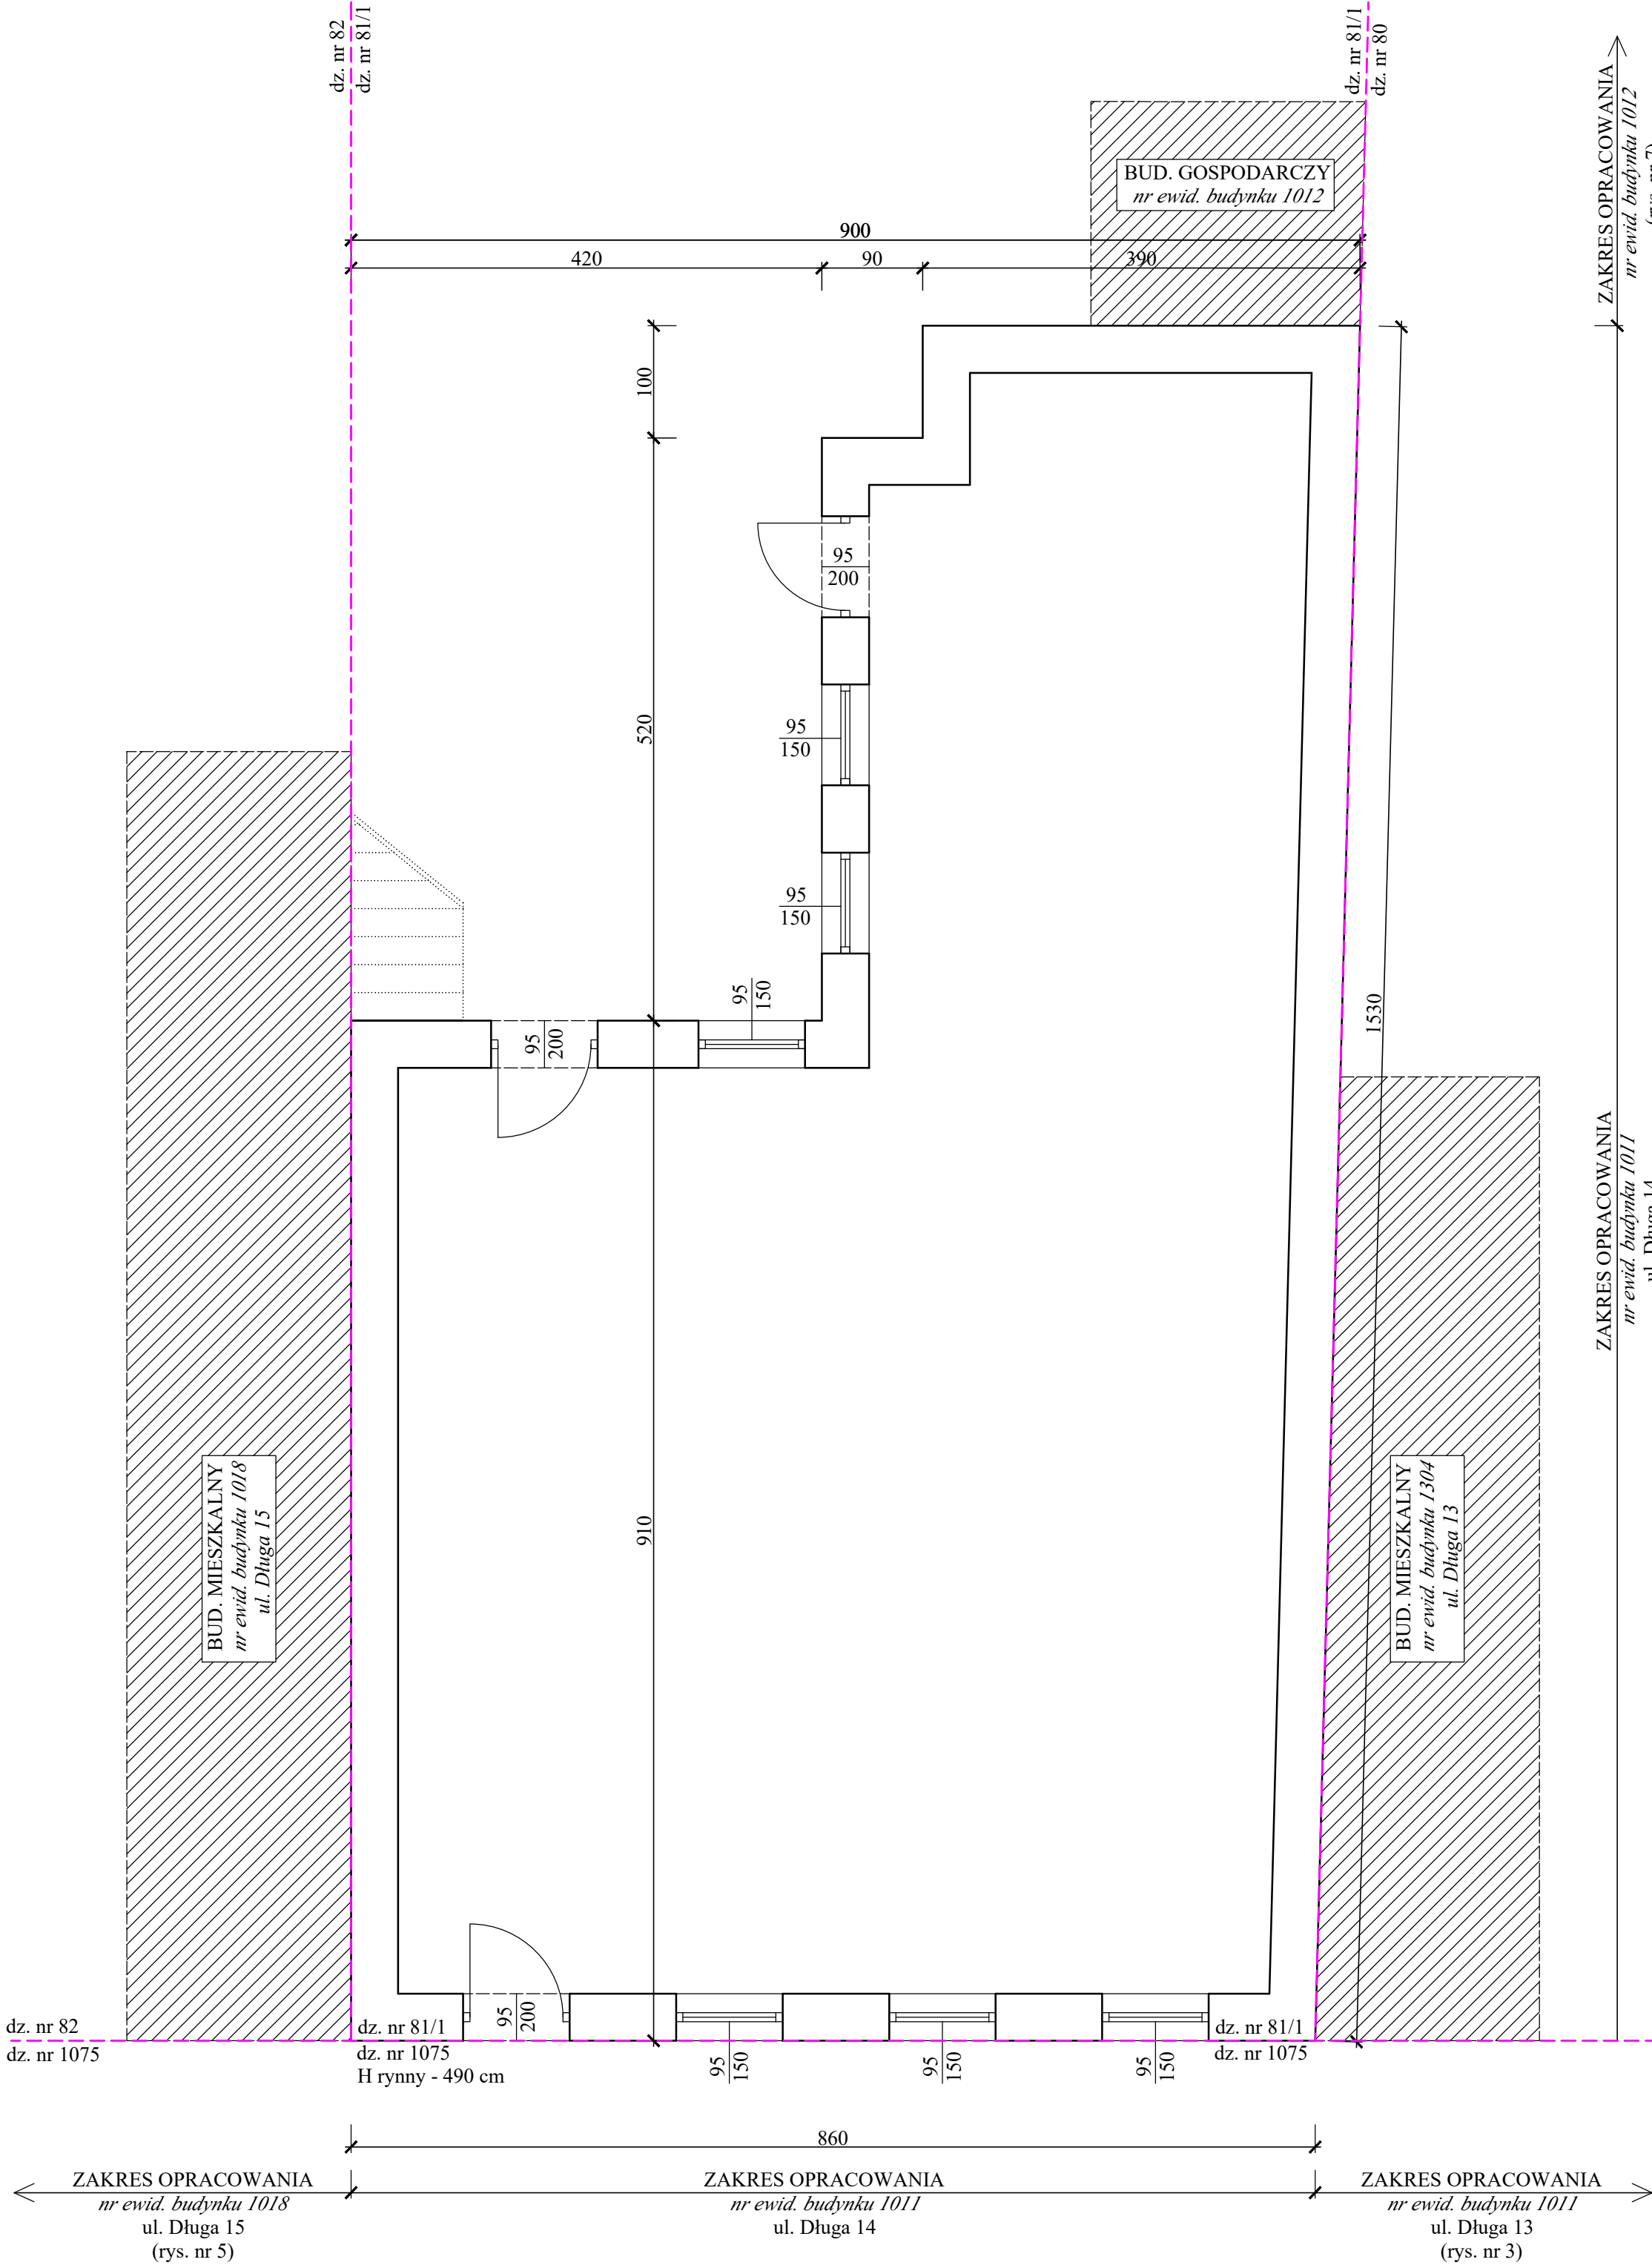 dz. nr 82
dz. nr 81/1
dz. nr 81/1
dz. nr 80
ZAKRES OPRACOWANIA
nr ewid. budynku 1012
BUD. GOSPODARCZY
nr ewid. budynku 1012
900
420
90
390
100
95
200
520
95
150
95
150
95
150
95
200
1530
ZAKRES OPRACOWANIA
nr ewid. budynku 1011
ul. Długa 14
BUD. MIESZKALNY
nr ewid. budynku 1018
ul. Długa 15
910
BUD. MIESZKALNY
nr ewid. budynku 1304
ul. Długa 13
95
200
dz. nr 82
dz. nr 1075
dz. nr 81/1
dz. nr 1075
H rynny - 490 cm
95
150
95
150
95
150
dz. nr 81/1
dz. nr 1075
860
ZAKRES OPRACOWANIA
nr ewid. budynku 1018
ul. Długa 15
(rys. nr 5)
ZAKRES OPRACOWANIA
nr ewid. budynku 1011
ul. Długa 14
ZAKRES OPRACOWANIA
nr ewid. budynku 1011
ul. Długa 13
(rys. nr 3)